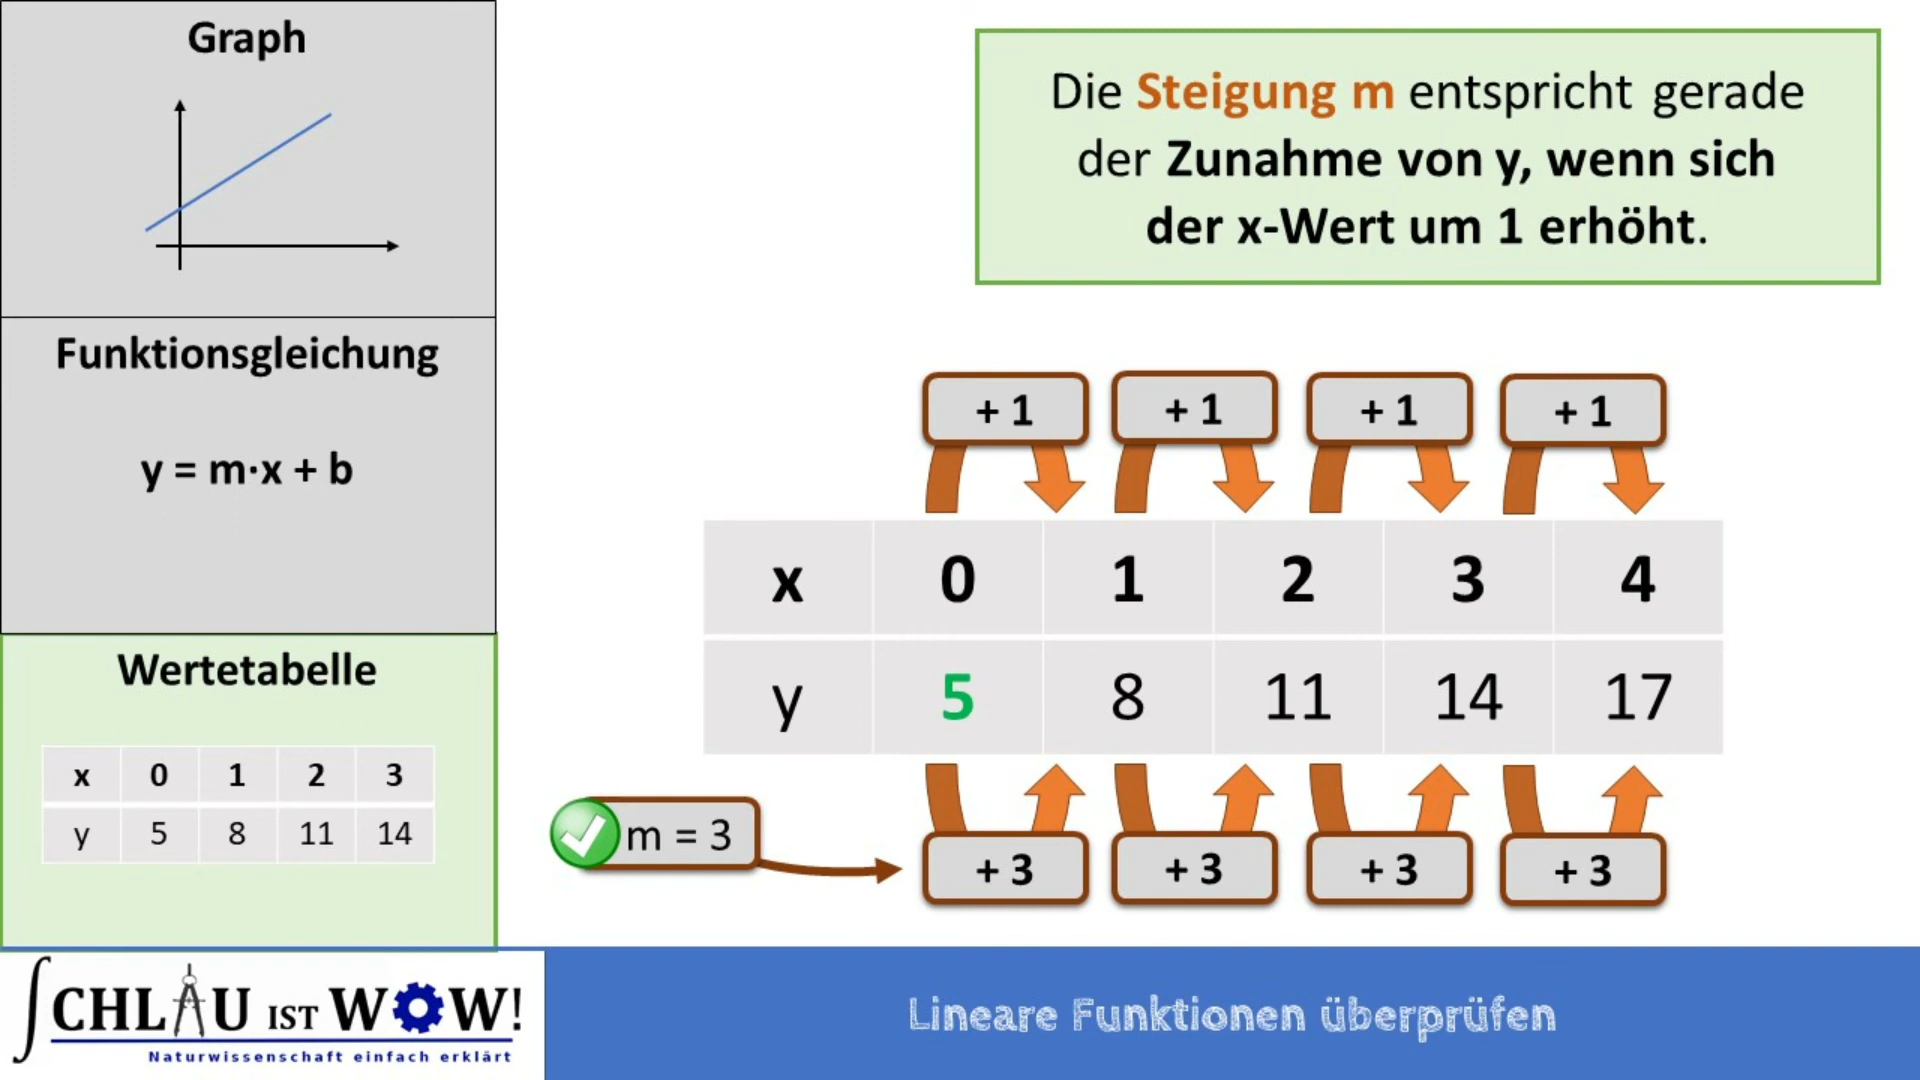 Graph
Funktionsgleichung
y = m·x + b
Wertetabelle
x 0 1 2 3
y 5 8 11 14
Die Steigung m entspricht gerade
der Zunahme von y, wenn sich
der x-Wert um 1 erhöht.
+ 1 + 1 + 1 + 1
x 0 1 2 3 4
y 5 8 11 14 17
m = 3
+ 3 + 3 + 3 + 3
SCHLAU IST WOW!
Naturwissenschaft einfach erklärt
Lineare Funktionen überprüfen